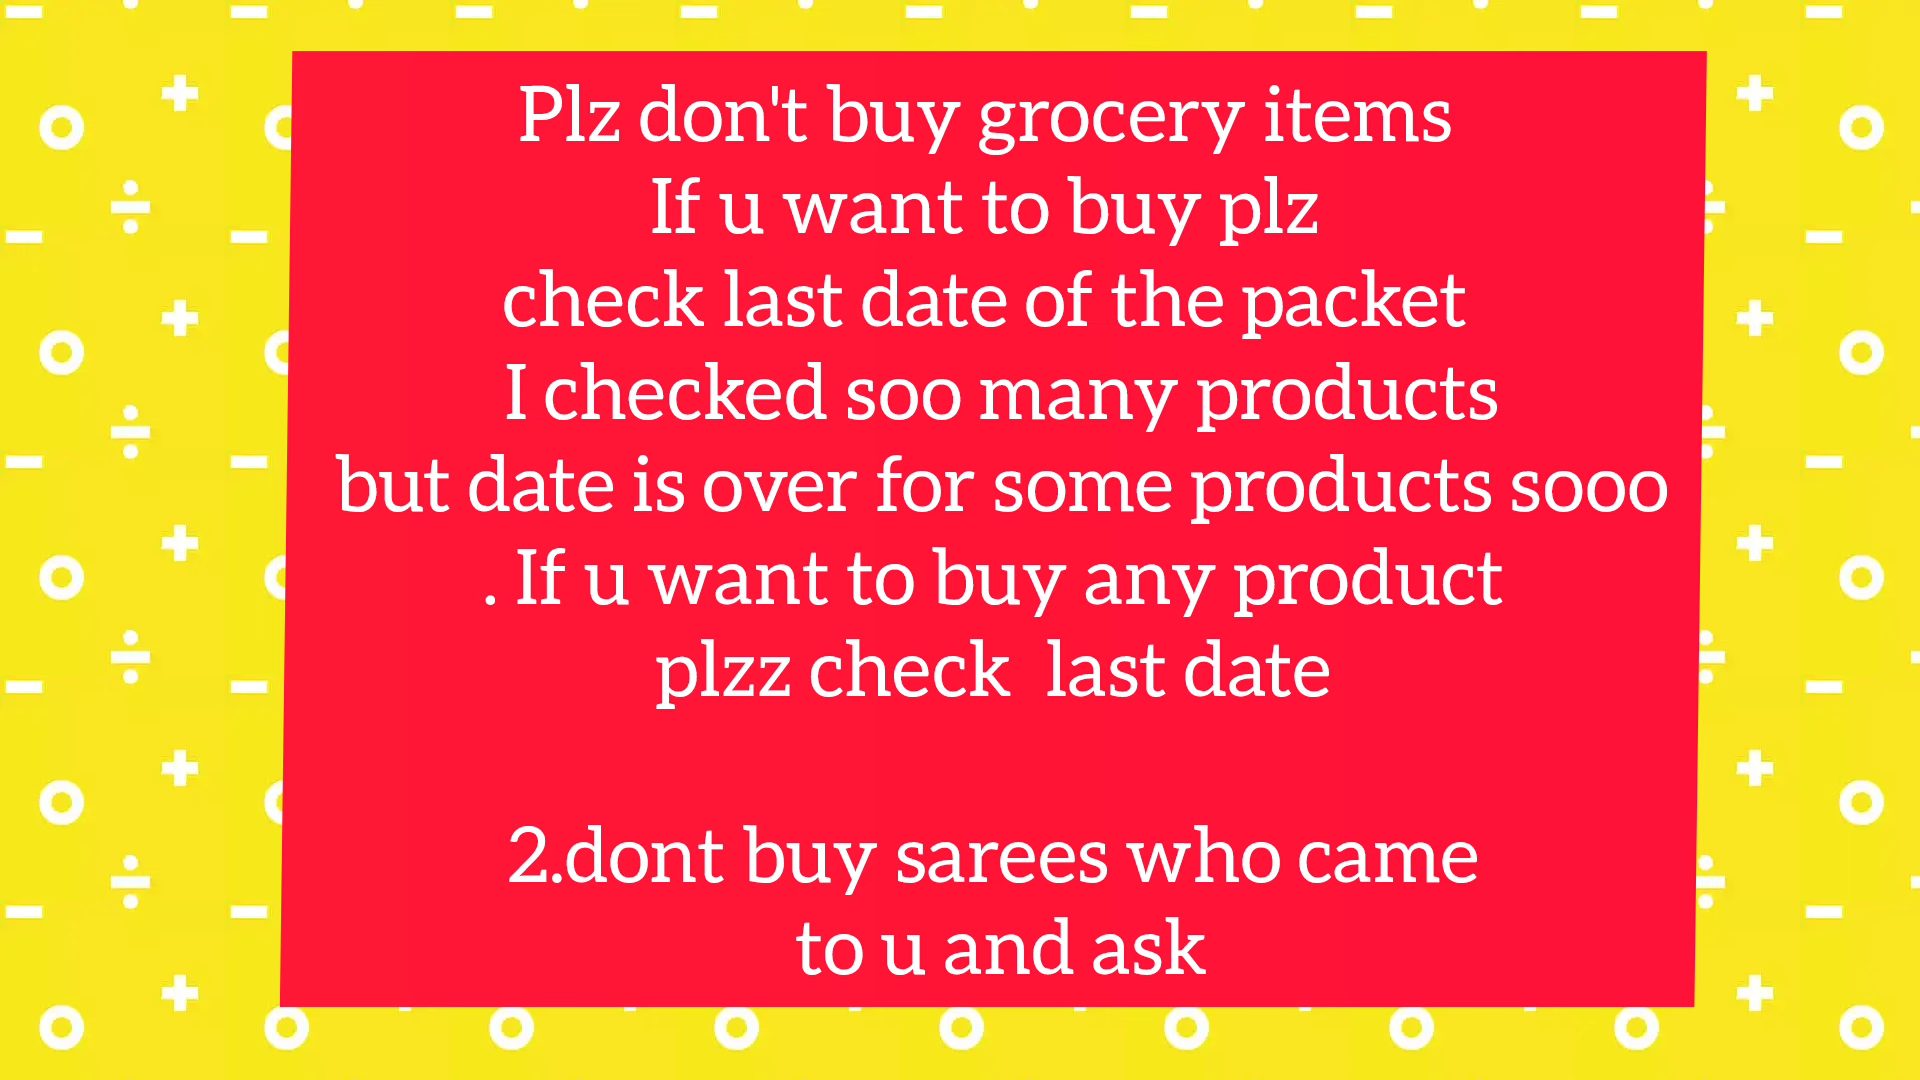 Plz don't buy grocery items
If u want to buy plz
check last date of the packet
I checked soo many products
but date is over for some products sooo
. If u want to buy any product
plzz check  last date
2.dont buy sarees who came
to u and ask